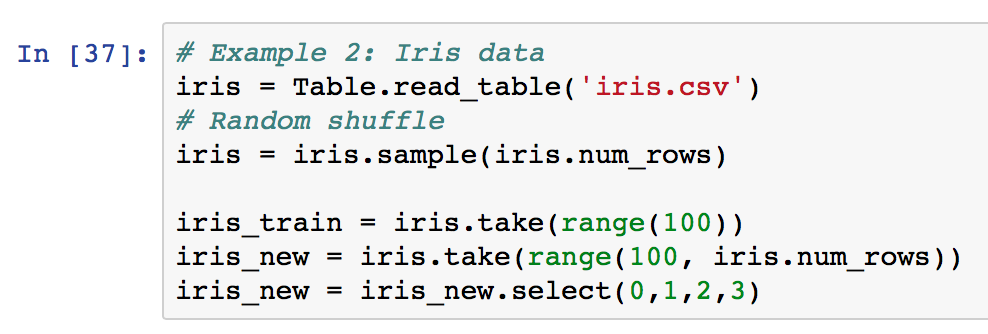 In [37]: # Example 2: Iris data
iris = Table.read_table('iris.csv')
# Random shuffle
iris = iris.sample(iris.num_rows)
iris_train = iris.take(range(100))
iris_new = iris.take(range(100, iris.num_rows))
iris_new = iris_new.select(0,1,2,3)